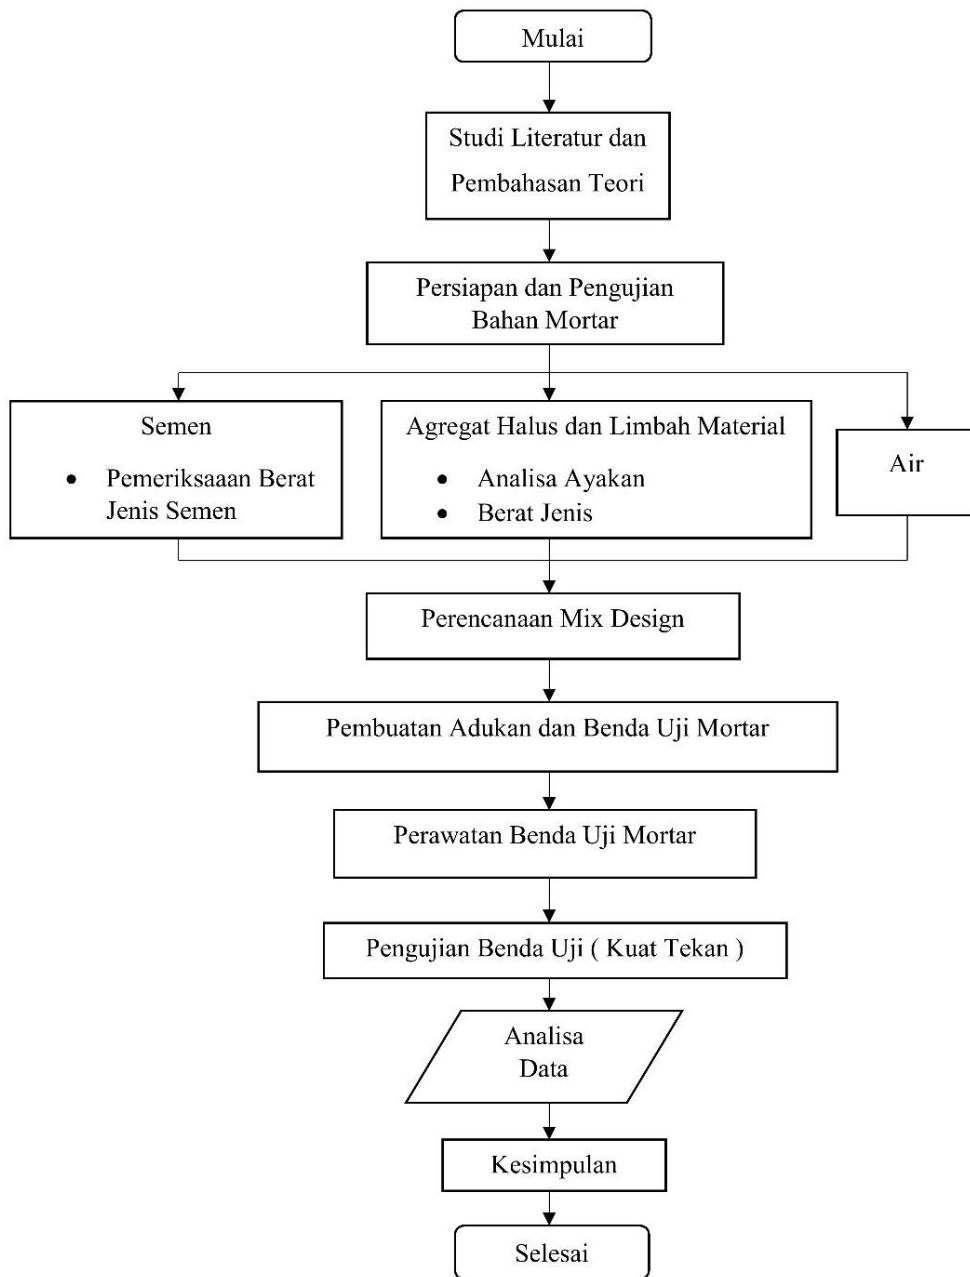 Mulai
Studi Literatur dan
Pembahasan Teori
Persiapan dan Pengujian
Bahan Mortar
Semen
• Pemeriksaaan Berat
Jenis Semen
Agregat Halus dan Limbah Material
• Analisa Ayakan
• Berat Jenis
Air
Perencanaan Mix Design
Pembuatan Adukan dan Benda Uji Mortar
Perawatan Benda Uji Mortar
Pengujian Benda Uji ( Kuat Tekan )
Analisa
Data
Kesimpulan
Selesai